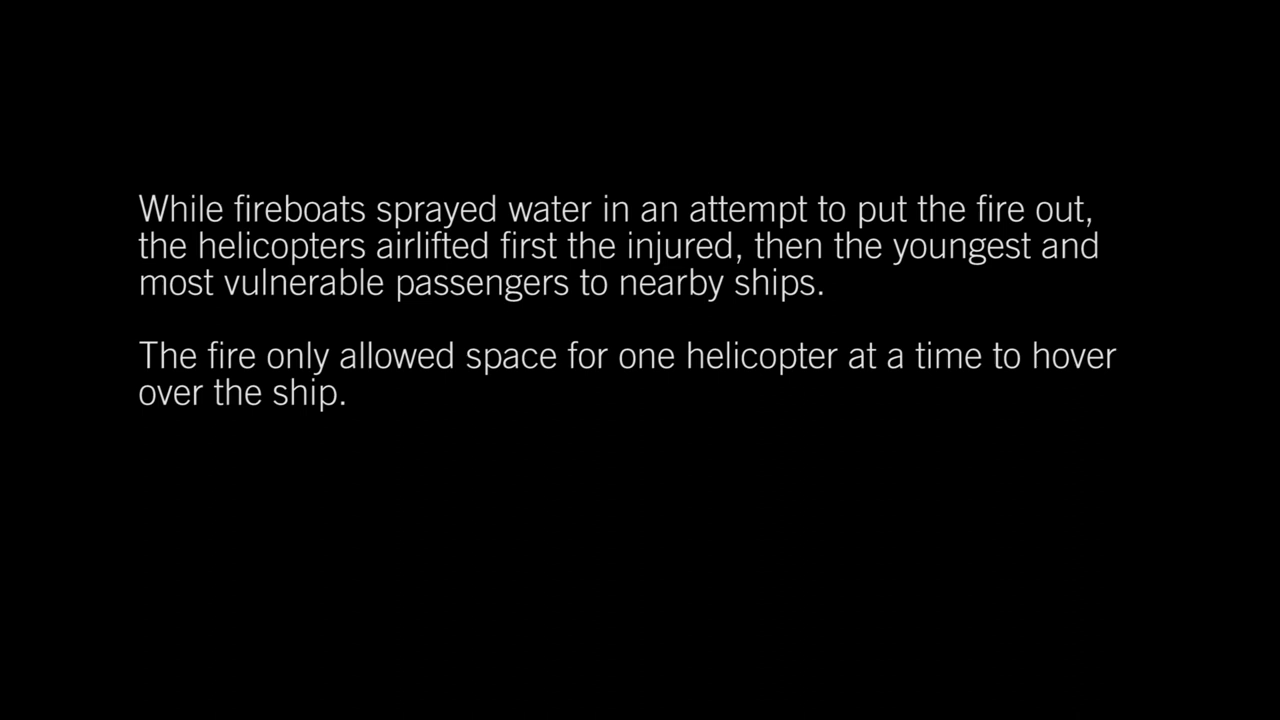 While fireboats sprayed water in an attempt to put the fire out,
the helicopters airlifted first the injured, then the youngest and
most vulnerable passengers to nearby ships.
The fire only allowed space for one helicopter at a time to hover
over the ship.